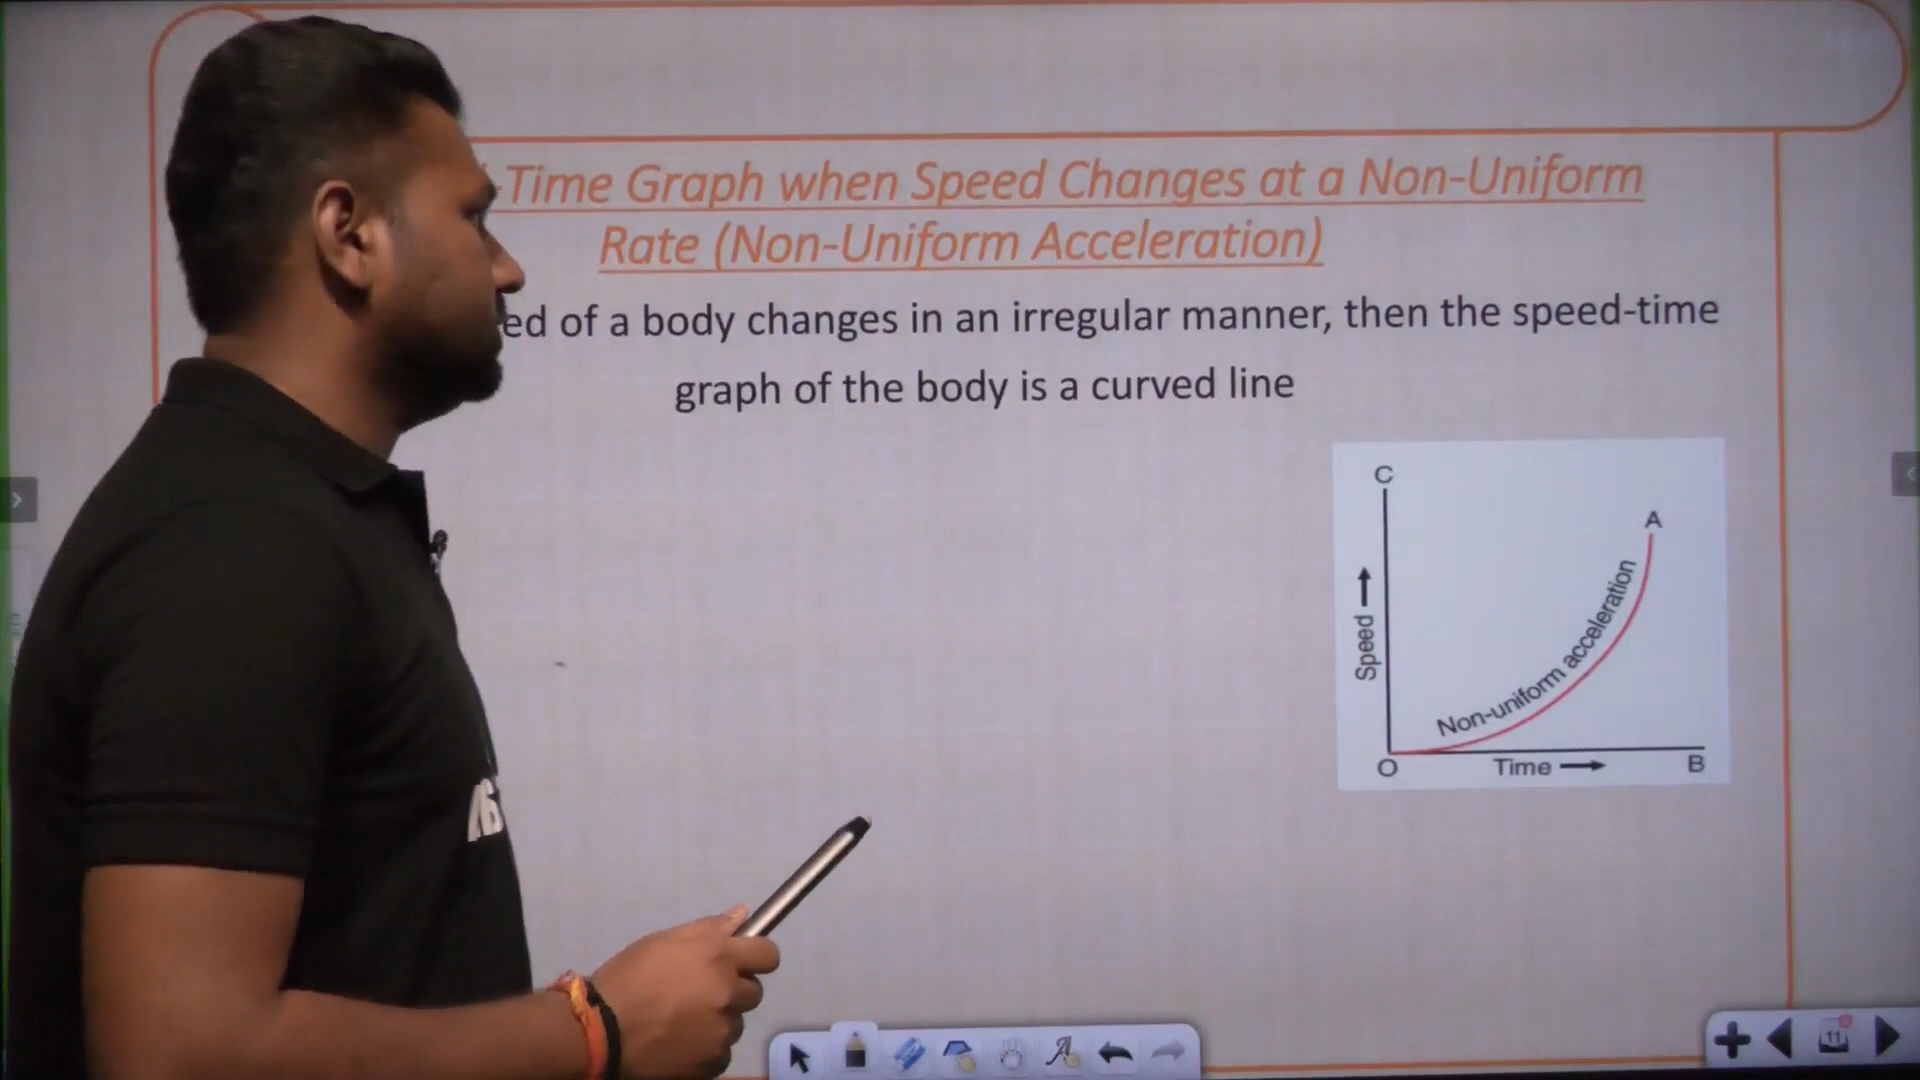 -Time Graph when Speed Changes at a Non-Uniform
Rate (Non-Uniform Acceleration)
ed of a body changes in an irregular manner, then the speed-time
graph of the body is a curved line
C
A
Speed
Non-uniform acceleration
O
Time
B
11